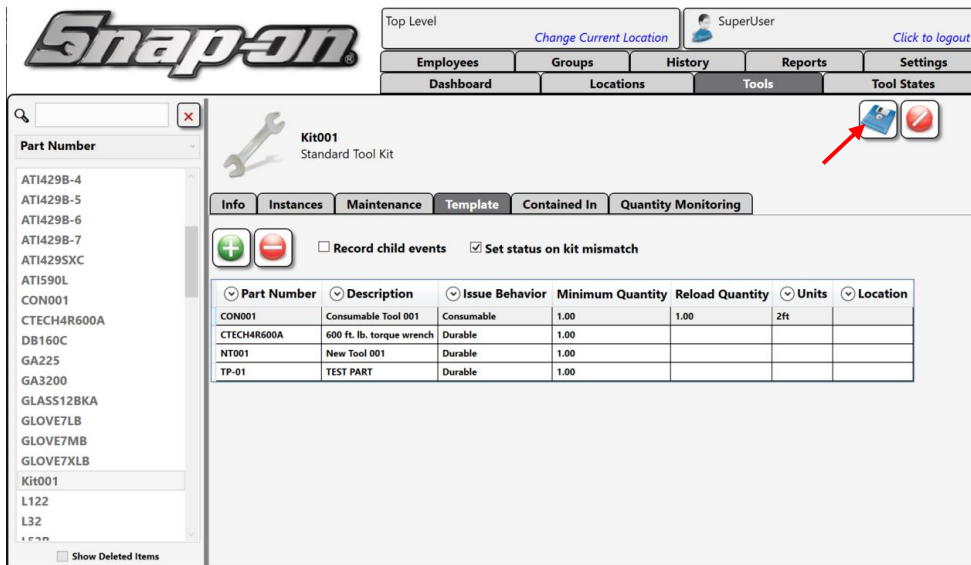 Snap-on®
Top Level
Change Current Location
SuperUser
Click to logout
Employees Groups History Reports Settings
Dashboard Locations Tools Tool States
Part Number
ATI429B-4
ATI429B-5
ATI429B-6
ATI429B-7
ATI429SXC
ATI590L
CON001
CTECH4R600A
DB160C
GA225
GA3200
GLASS12BKA
GLOVE7LB
GLOVE7MB
GLOVE7XLB
Kit001
L122
L32
Show Deleted Items
Kit001
Standard Tool Kit
Info Instances Maintenance Template Contained In Quantity Monitoring
Record child events Set status on kit mismatch
Part Number Description Issue Behavior Minimum Quantity Reload Quantity Units Location
CON001 Consumable Tool 001 Consumable 1.00 1.00 2ft
CTECH4R600A 600 ft. lb. torque wrench Durable 1.00
NT001 New Tool 001 Durable 1.00
TP-01 TEST PART Durable 1.00